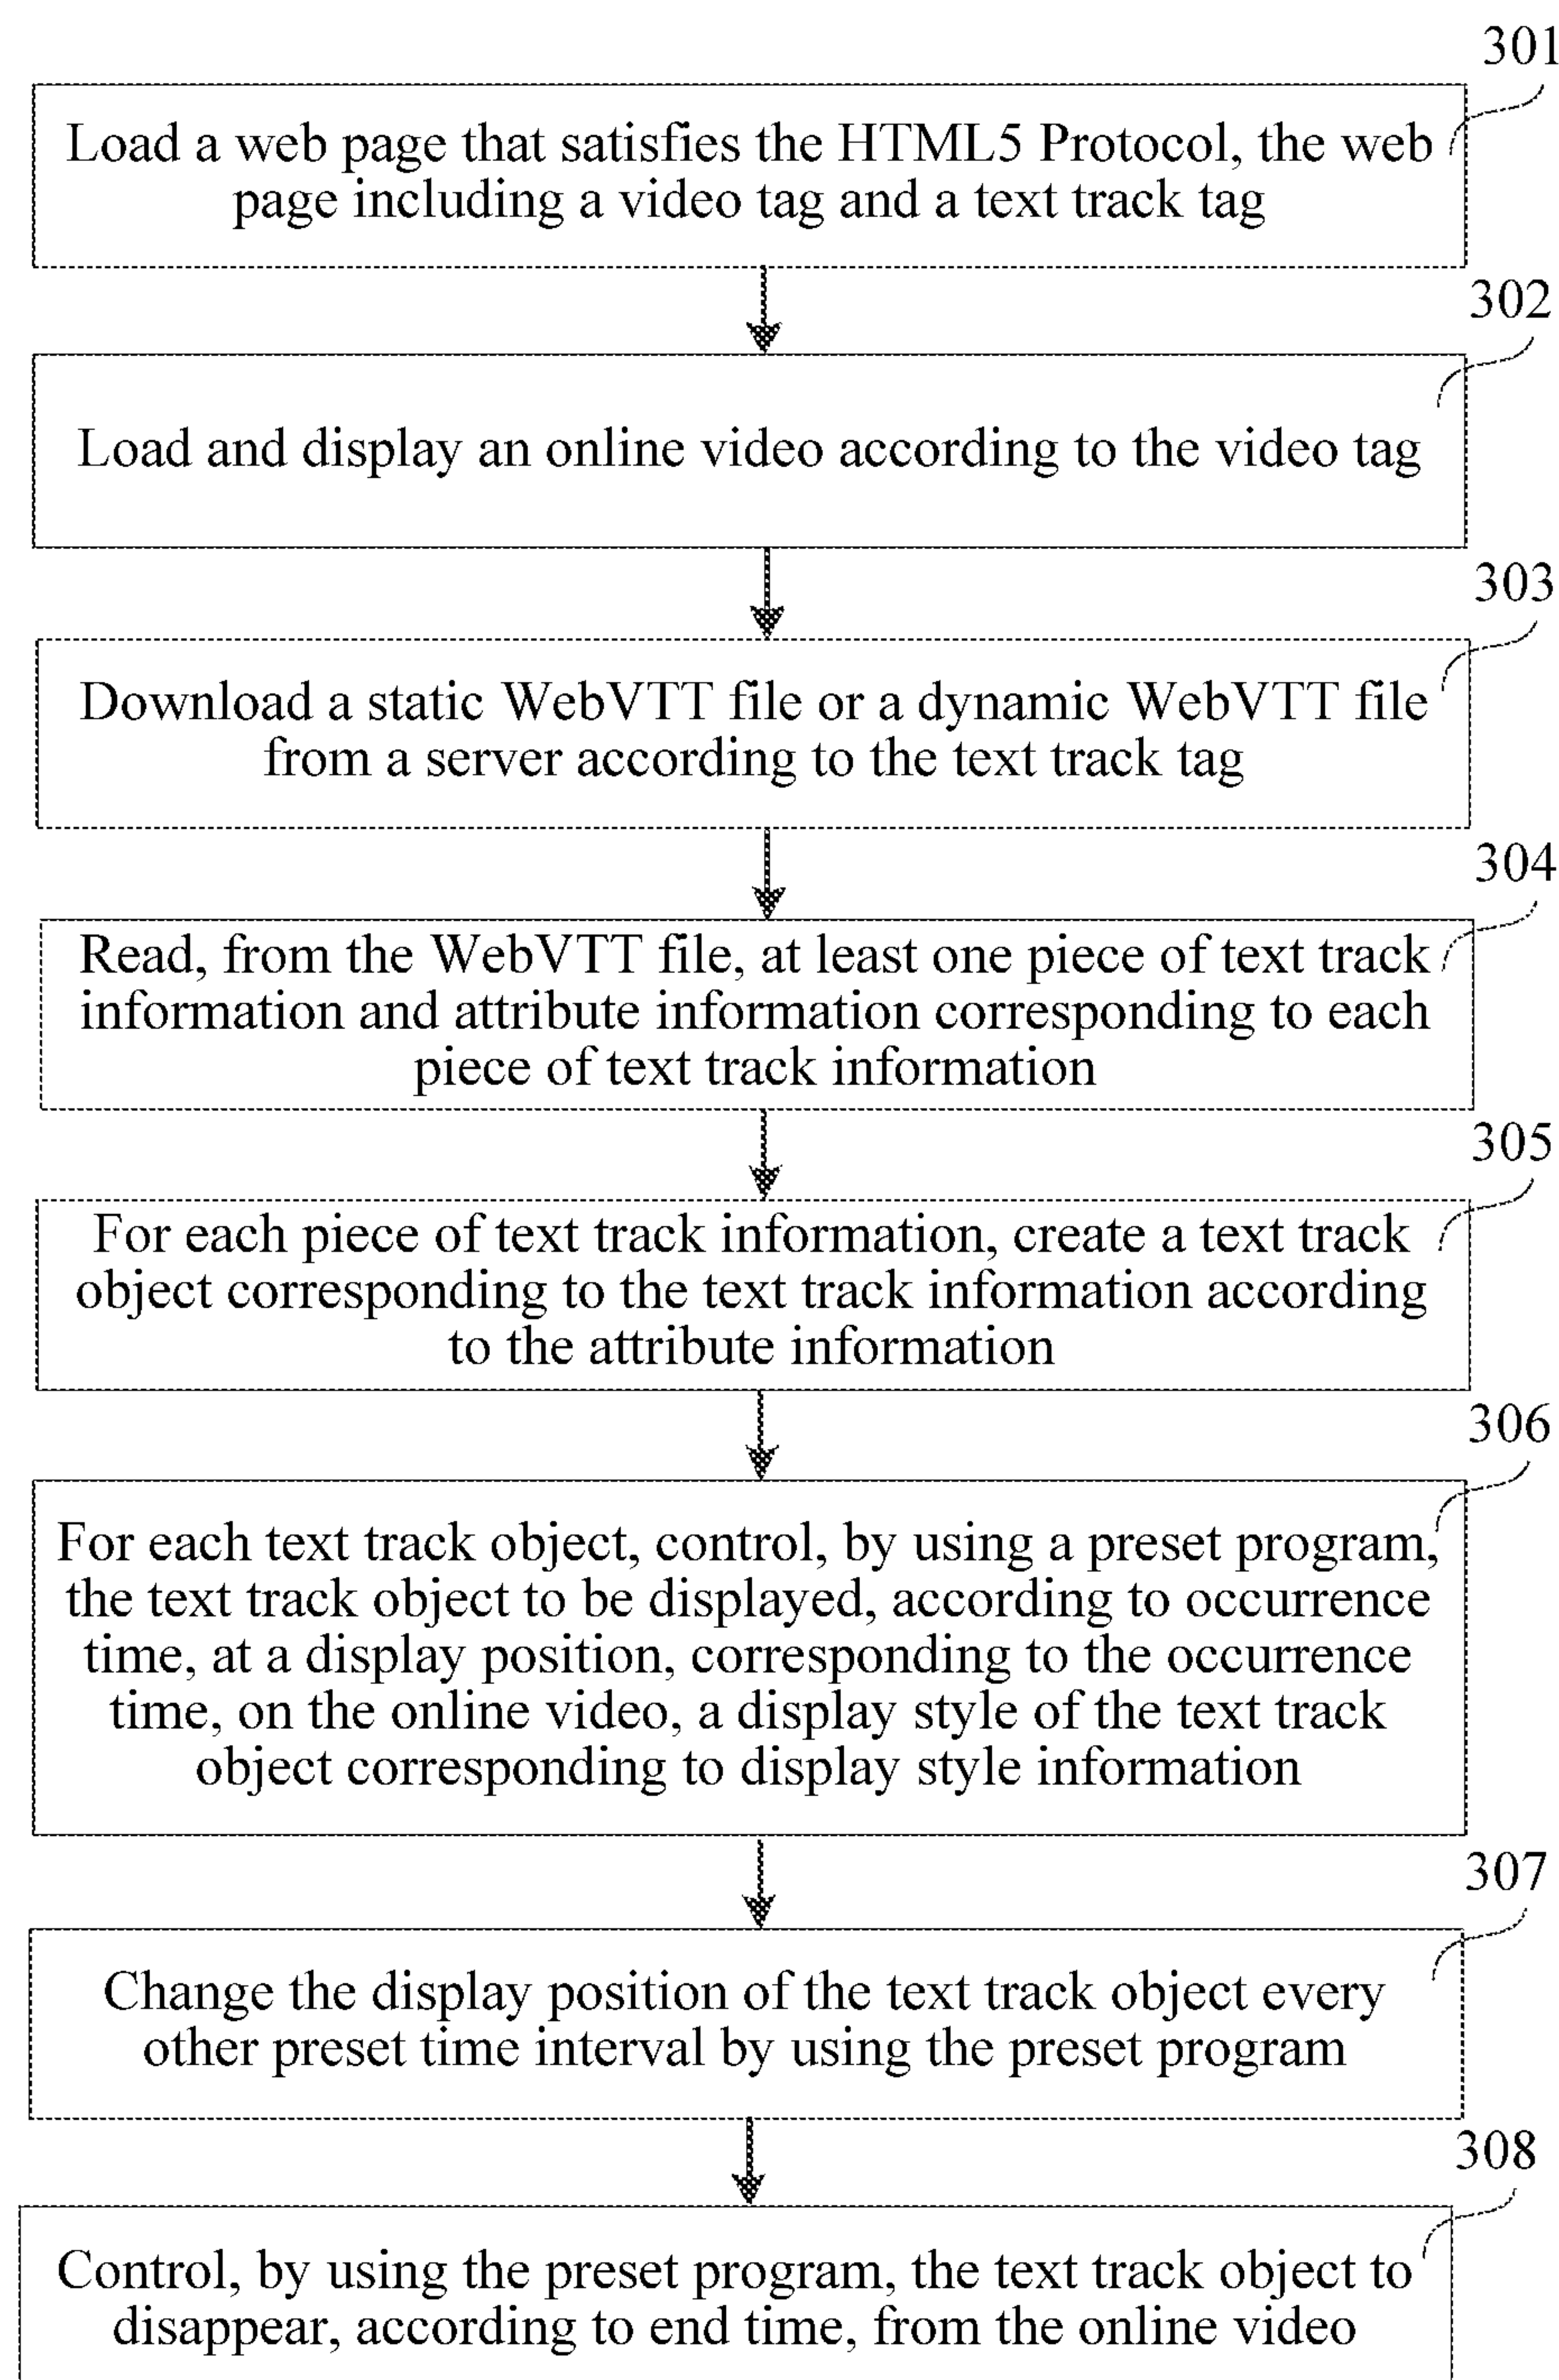 301
Load a web page that satisfies the HTML5 Protocol, the web
page including a video tag and a text track tag
302
Load and display an online video according to the video tag
303
Download a static WebVTT file or a dynamic WebVTT file
from a server according to the text track tag
304
Read, from the WebVTT file, at least one piece of text track
information and attribute information corresponding to each
piece of text track information
305
For each piece of text track information, create a text track
object corresponding to the text track information according
to the attribute information
306
For each text track object, control, by using a preset program,
the text track object to be displayed, according to occurrence
time, at a display position, corresponding to the occurrence
time, on the online video, a display style of the text track
object corresponding to display style information
307
Change the display position of the text track object every
other preset time interval by using the preset program
308
Control, by using the preset program, the text track object to
disappear, according to end time, from the online video